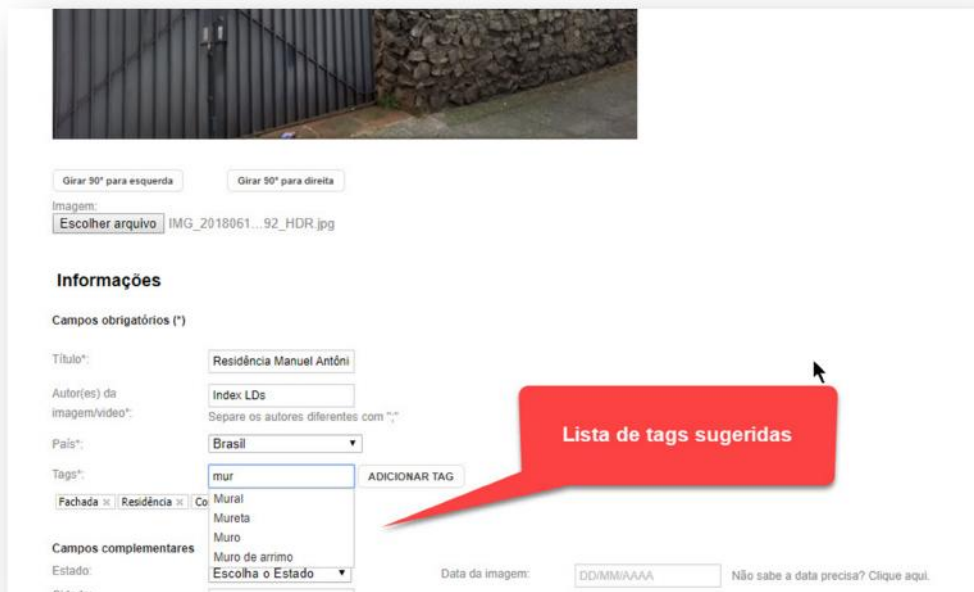 Girar 90° para esquerda Girar 90° para direita
Imagem:
Escolher arquivo IMG_2018061...92_HDR.jpg
Informações
Campos obrigatórios (*)
Título*: Residência Manuel Antôni
Autor(es) da imagem/video*: Index LDs
Separe os autores diferentes com ";"
País*: Brasil
Lista de tags sugeridas
Tags*: mur ADICIONAR TAG
Fachada × Residência × Co
Mural
Mureta
Muro
Muro de arrimo
Campos complementares
Estado: Escolha o Estado Data da imagem: DD/MM/AAAA Não sabe a data precisa? Clique aqui.